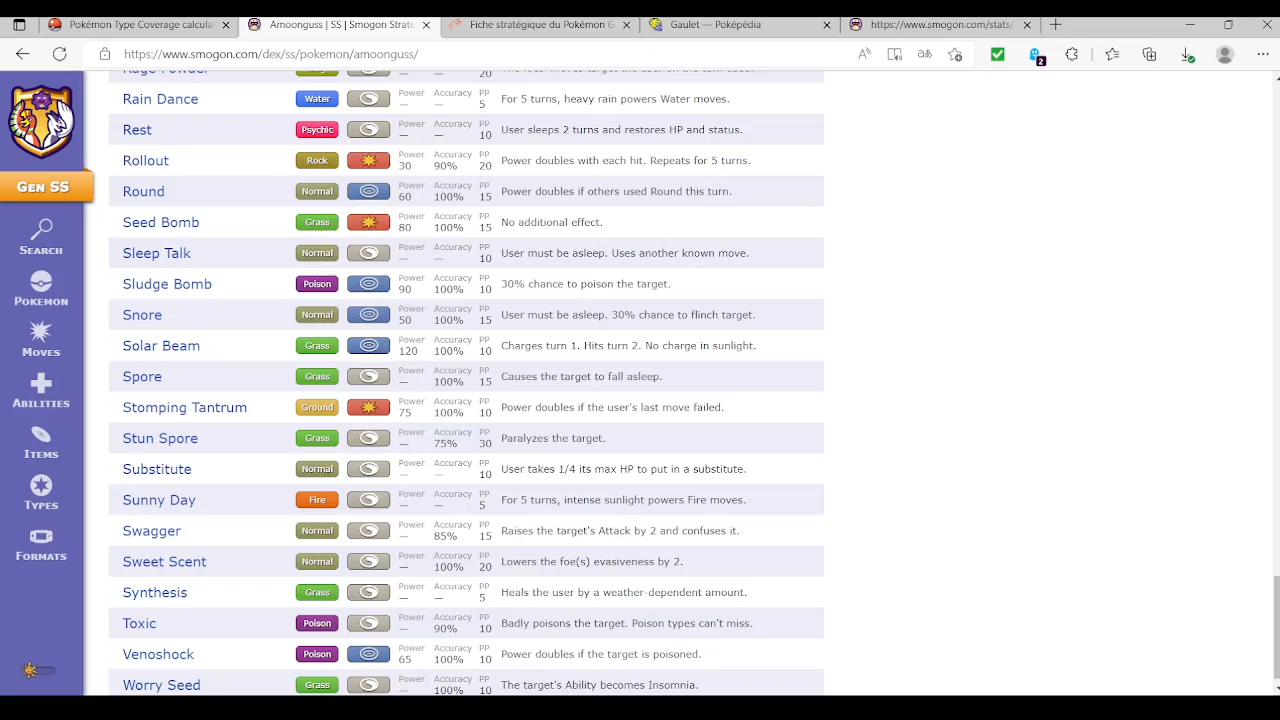 Pokémon Type Coverage calcula
Amoonguss | SS | Smogon Strate
Fiche stratégique du Pokémon G
Gaulet — Poképédia
https://www.smogon.com/stats/
https://www.smogon.com/dex/ss/pokemon/amoonguss/
2
GEN SS
SEARCH
POKEMON
MOVES
ABILITIES
ITEMS
TYPES
FORMATS
— — 20
Rain Dance Water Power — Accuracy — PP 5 For 5 turns, heavy rain powers Water moves.
Rest Psychic Power — Accuracy — PP 10 User sleeps 2 turns and restores HP and status.
Rollout Rock Power 30 Accuracy 90% PP 20 Power doubles with each hit. Repeats for 5 turns.
Round Normal Power 60 Accuracy 100% PP 15 Power doubles if others used Round this turn.
Seed Bomb Grass Power 80 Accuracy 100% PP 15 No additional effect.
Sleep Talk Normal Power — Accuracy — PP 10 User must be asleep. Uses another known move.
Sludge Bomb Poison Power 90 Accuracy 100% PP 10 30% chance to poison the target.
Snore Normal Power 50 Accuracy 100% PP 15 User must be asleep. 30% chance to flinch target.
Solar Beam Grass Power 120 Accuracy 100% PP 10 Charges turn 1. Hits turn 2. No charge in sunlight.
Spore Grass Power — Accuracy 100% PP 15 Causes the target to fall asleep.
Stomping Tantrum Ground Power 75 Accuracy 100% PP 10 Power doubles if the user's last move failed.
Stun Spore Grass Power — Accuracy 75% PP 30 Paralyzes the target.
Substitute Normal Power — Accuracy — PP 10 User takes 1/4 its max HP to put in a substitute.
Sunny Day Fire Power — Accuracy — PP 5 For 5 turns, intense sunlight powers Fire moves.
Swagger Normal Power — Accuracy 85% PP 15 Raises the target's Attack by 2 and confuses it.
Sweet Scent Normal Power — Accuracy 100% PP 20 Lowers the foe(s) evasiveness by 2.
Synthesis Grass Power — Accuracy — PP 5 Heals the user by a weather-dependent amount.
Toxic Poison Power — Accuracy 90% PP 10 Badly poisons the target. Poison types can't miss.
Venoshock Poison Power 65 Accuracy 100% PP 10 Power doubles if the target is poisoned.
Worry Seed Grass Power — Accuracy 100% PP 10 The target's Ability becomes Insomnia.